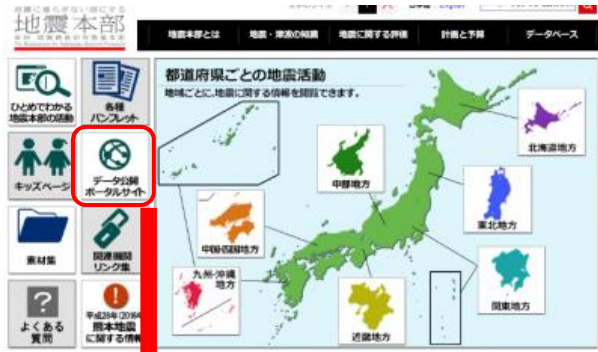 地震本部
日本語 English
地震本部とは
地震・津波の知識
地震に関する評価
計画と予算
データベース
ひとめでわかる
地震本部の活動
各種
パンフレット
キッズページ
データ公開
ポータルサイト
素材集
関連機関
リンク集
よくある
質問
平成28年(2016年
熊本地震
に関する情報
都道府県ごとの地震活動
地域ごとに、地震に関する情報を閲覧できます。
北海道地方
中部地方
東北地方
中国・四国地方
九州・沖縄
地方
関東地方
近畿地方